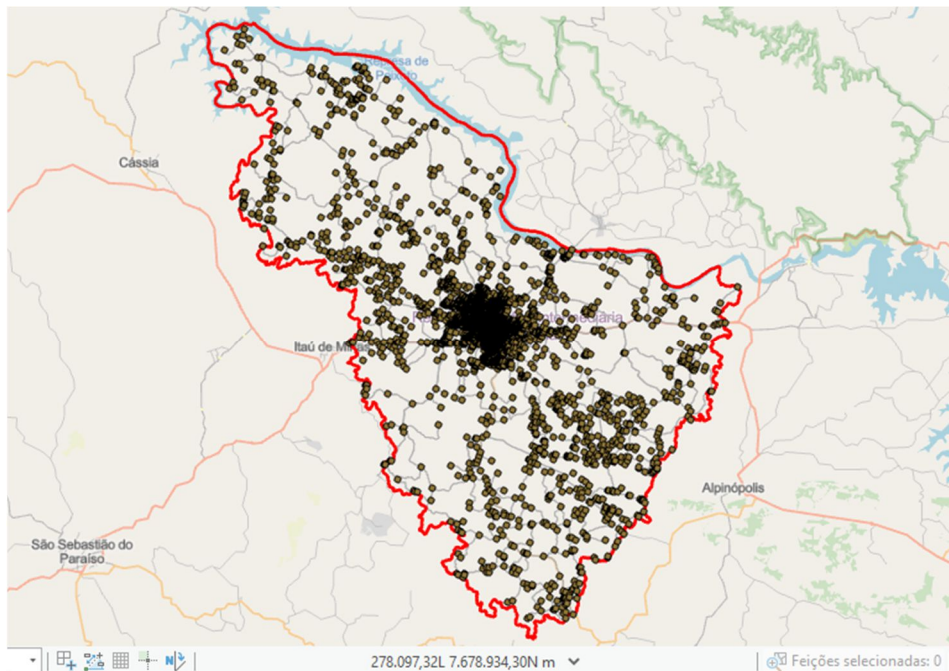 Represa de
Peixoto
Cássia
Itaú de Minas
Alpinópolis
São Sebastião do
Paraíso
278.097,32L 7.678.934,30N m
Feições selecionadas: 0